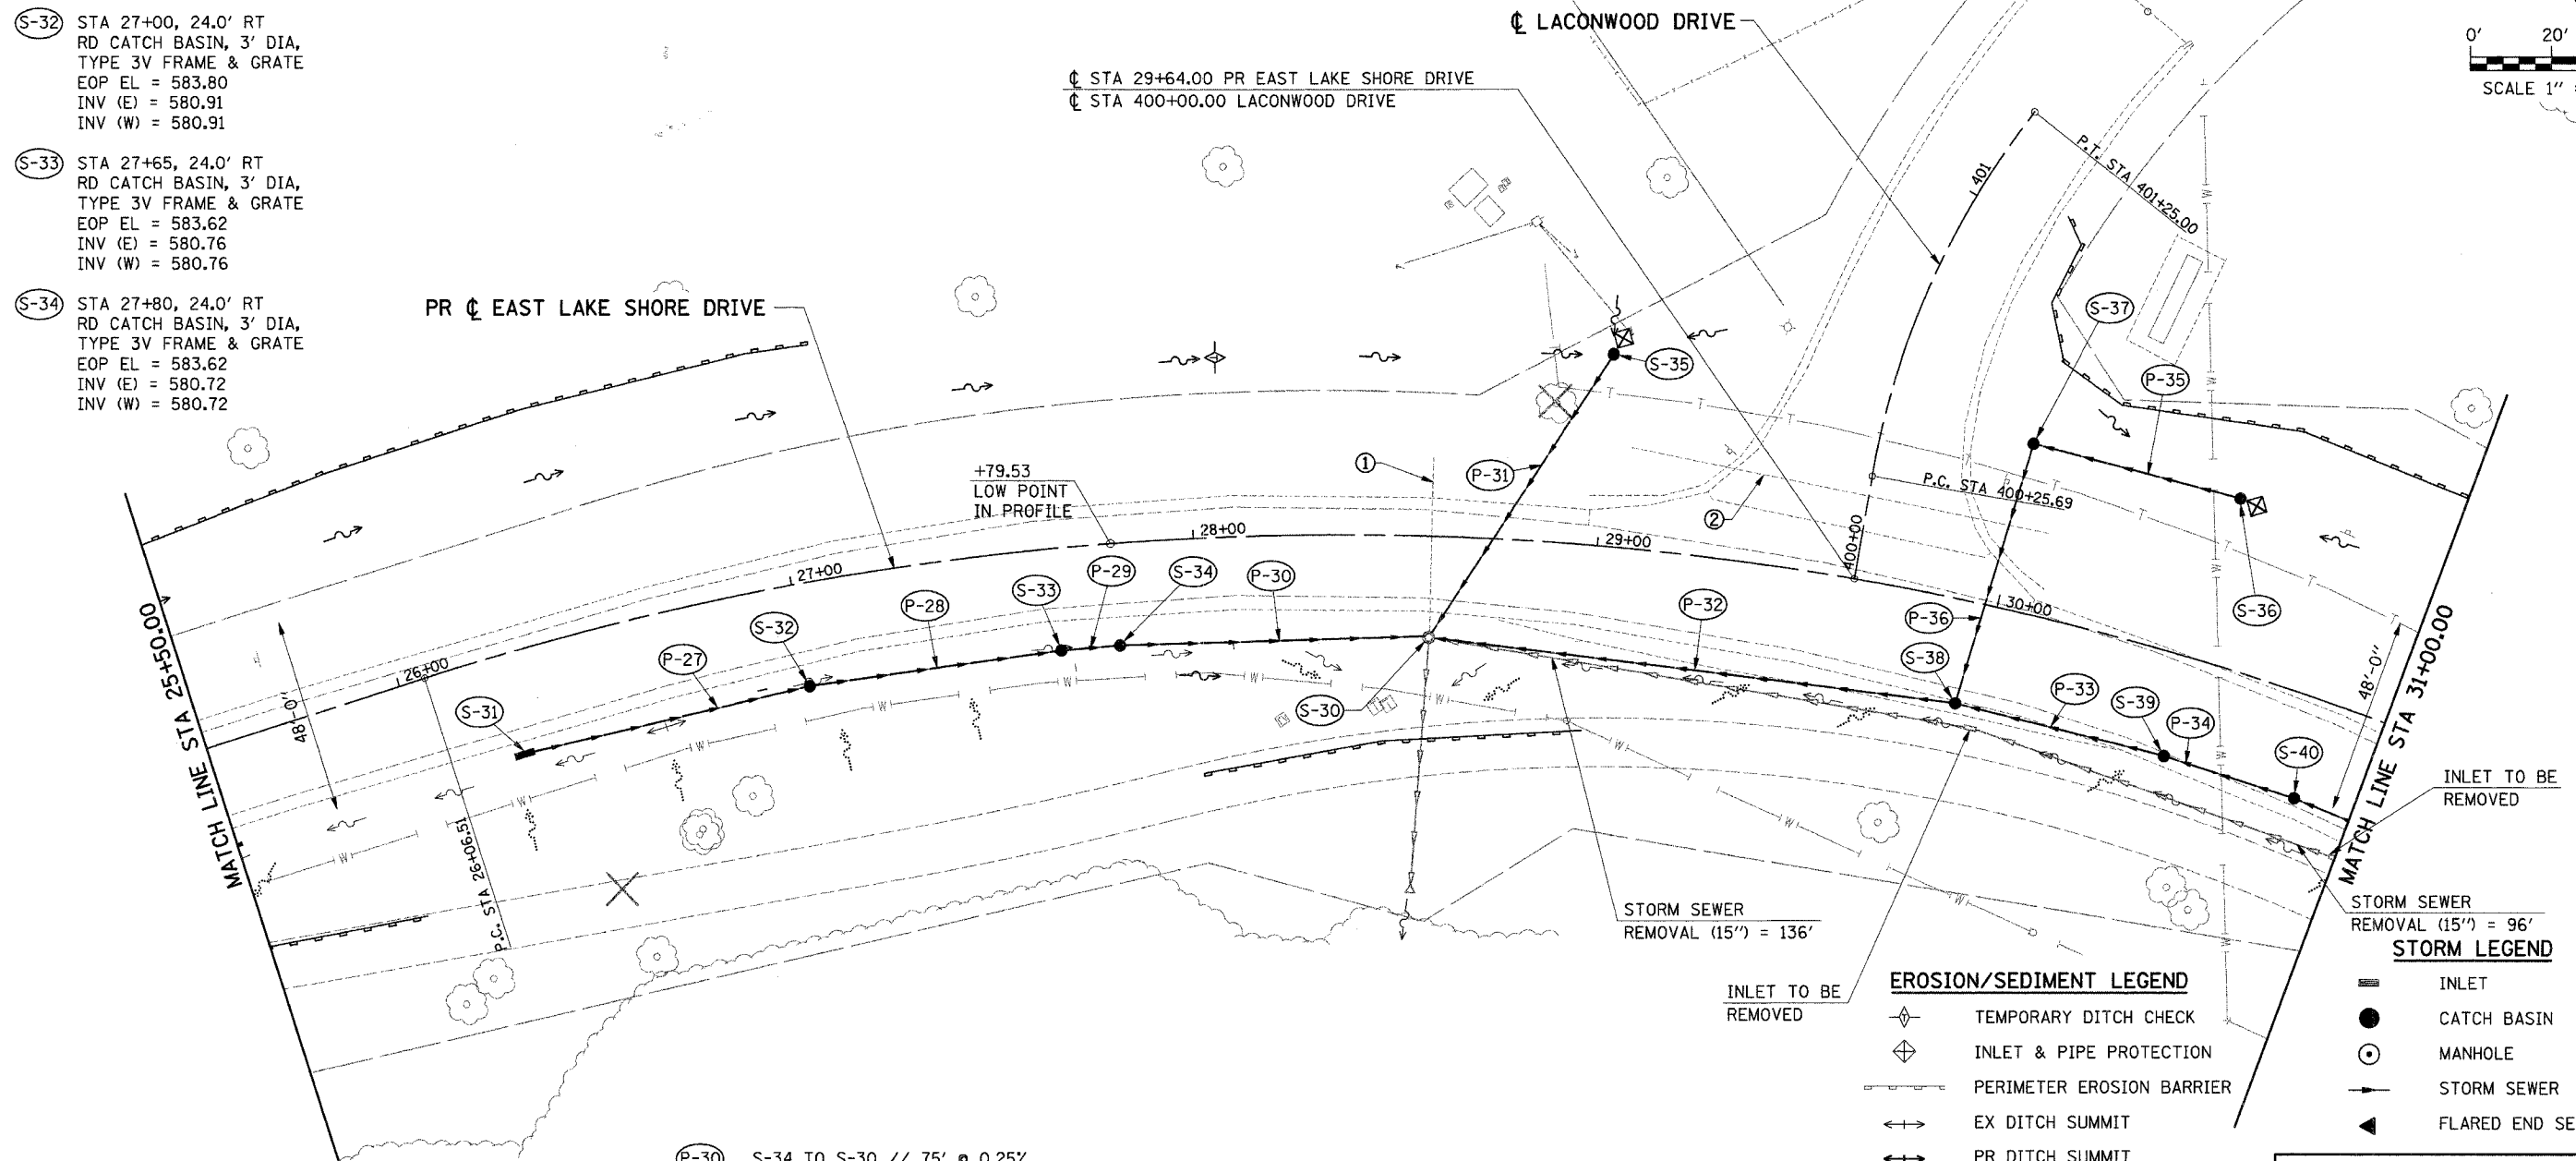 S-32 STA 27+00, 24.0' RT
RD CATCH BASIN, 3' DIA,
TYPE 3V FRAME & GRATE
EOP EL = 583.80
INV (E) = 580.91
INV (W) = 580.91
S-33 STA 27+65, 24.0' RT
RD CATCH BASIN, 3' DIA,
TYPE 3V FRAME & GRATE
EOP EL = 583.62
INV (E) = 580.76
INV (W) = 580.76
S-34 STA 27+80, 24.0' RT
RD CATCH BASIN, 3' DIA,
TYPE 3V FRAME & GRATE
EOP EL = 583.62
INV (E) = 580.72
INV (W) = 580.72
℄ LACONWOOD DRIVE
℄ STA 29+64.00 PR EAST LAKE SHORE DRIVE
℄ STA 400+00.00 LACONWOOD DRIVE
0' 20'
SCALE 1" =
PR ℄ EAST LAKE SHORE DRIVE
401
P.T. STA 401+25.00
S-37
S-35
P-35
+79.53
LOW POINT
IN PROFILE
1
P-31
2
P.C. STA 400+25.69
400+00
S-36
26+00
27+00
28+00
29+00
30+00
S-31
P-27
S-32
P-28
S-33
P-29
S-34
P-30
S-30
P-32
P-36
S-38
P-33
S-39
P-34
S-40
48'-0"
48'-0"
MATCH LINE STA 25+50.00
MATCH LINE STA 31+00.00
P.C. STA 26+06.51
INLET TO BE
REMOVED
STORM SEWER
REMOVAL (15") = 136'
STORM SEWER
REMOVAL (15") = 96'
INLET TO BE
REMOVED
EROSION/SEDIMENT LEGEND
TEMPORARY DITCH CHECK
INLET & PIPE PROTECTION
PERIMETER EROSION BARRIER
EX DITCH SUMMIT
PR DITCH SUMMIT
STORM LEGEND
INLET
CATCH BASIN
MANHOLE
STORM SEWER
FLARED END SE
P-30 S-34 TO S-30 // 75' @ 0.25%